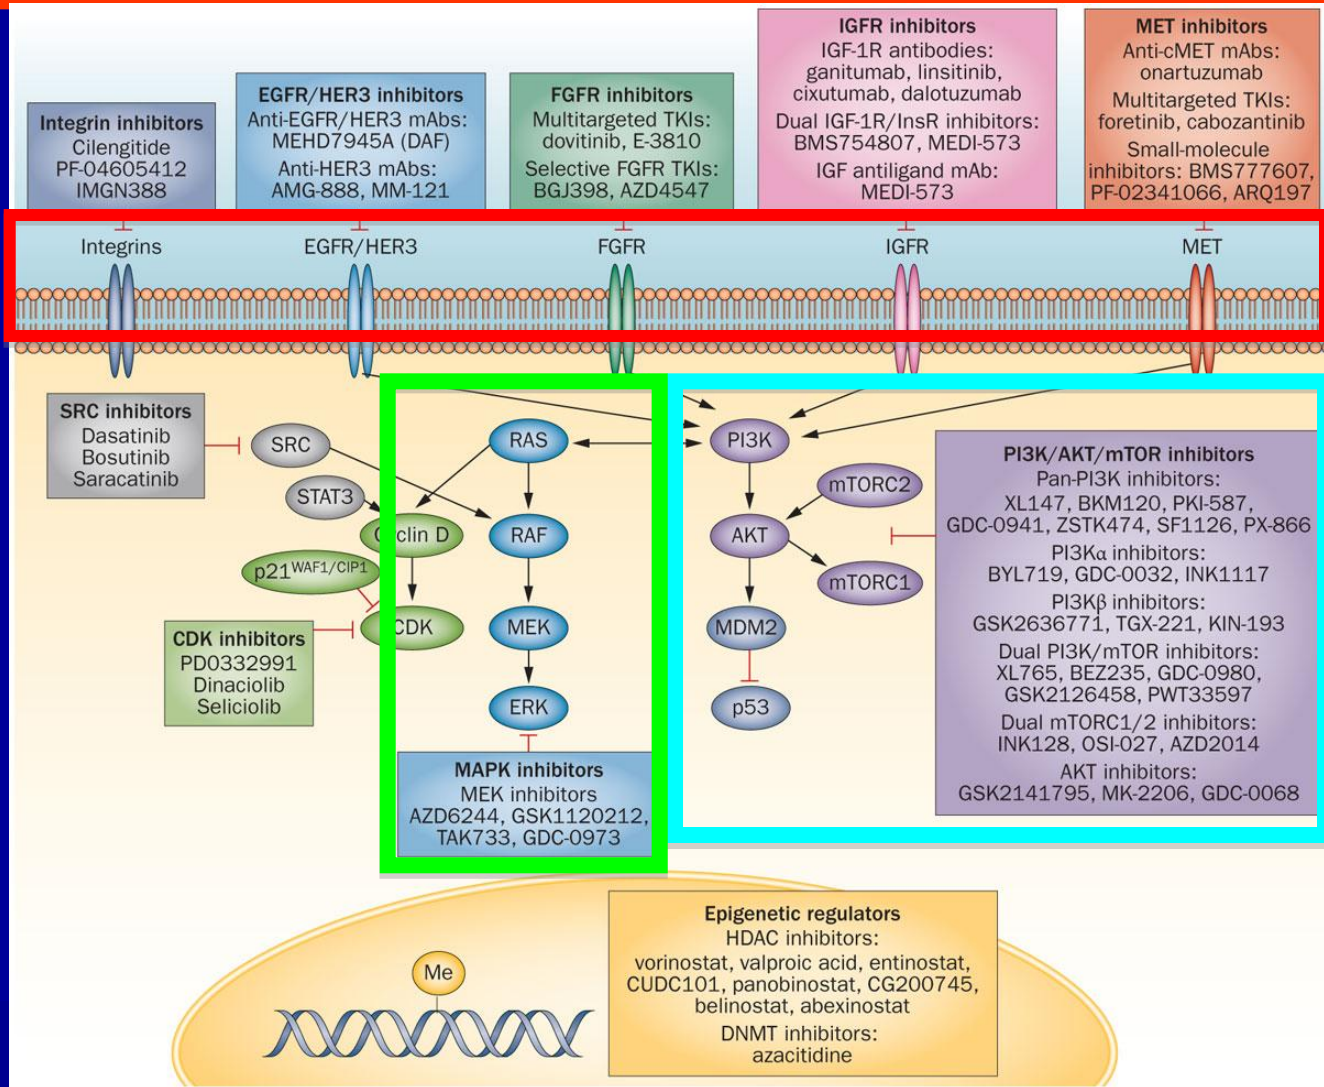 Integrin inhibitors
Cilengitide
PF-04605412
IMGN388
EGFR/HER3 inhibitors
Anti-EGFR/HER3 mAbs:
MEHD7945A (DAF)
Anti-HER3 mAbs:
AMG-888, MM-121
FGFR inhibitors
Multitargeted TKIs:
dovitinib, E-3810
Selective FGFR TKIs:
BGJ398, AZD4547
IGFR inhibitors
IGF-1R antibodies:
ganitumab, linsitinib,
cixutumab, dalotuzumab
Dual IGF-1R/InsR inhibitors:
BMS754807, MEDI-573
IGF antiligand mAb:
MEDI-573
MET inhibitors
Anti-cMET mAbs:
onartuzumab
Multitargeted TKIs:
foretinib, cabozantinib
Small-molecule
inhibitors: BMS777607,
PF-02341066, ARQ197
Integrins
EGFR/HER3
FGFR
IGFR
MET
SRC inhibitors
Dasatinib
Bosutinib
Saracatinib
SRC
STAT3
Cyclin D
p21WAF1/CIP1
CDK
CDK inhibitors
PD0332991
Dinaciolib
Seliciolib
RAS
RAF
MEK
ERK
MAPK inhibitors
MEK inhibitors
AZD6244, GSK1120212,
TAK733, GDC-0973
PI3K
mTORC2
AKT
mTORC1
MDM2
p53
PI3K/AKT/mTOR inhibitors
Pan-PI3K inhibitors:
XL147, BKM120, PKI-587,
GDC-0941, ZSTK474, SF1126, PX-866
PI3Kα inhibitors:
BYL719, GDC-0032, INK1117
PI3Kβ inhibitors:
GSK2636771, TGX-221, KIN-193
Dual PI3K/mTOR inhibitors:
XL765, BEZ235, GDC-0980,
GSK2126458, PWT33597
Dual mTORC1/2 inhibitors:
INK128, OSI-027, AZD2014
AKT inhibitors:
GSK2141795, MK-2206, GDC-0068
Me
Epigenetic regulators
HDAC inhibitors:
vorinostat, valproic acid, entinostat,
CUDC101, panobinostat, CG200745,
belinostat, abexinostat
DNMT inhibitors:
azacitidine